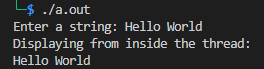 └─$ ./a.out
Enter a string: Hello World
Displaying from inside the thread:
Hello World